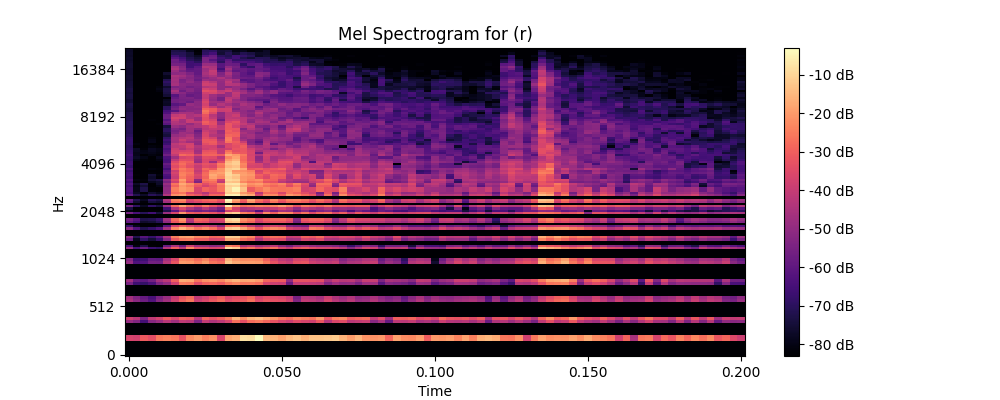 Mel Spectrogram for (r)
16384
8192
4096
2048
1024
512
0
Hz
0.000 0.050 0.100 0.150 0.200
Time
-10 dB
-20 dB
-30 dB
-40 dB
-50 dB
-60 dB
-70 dB
-80 dB